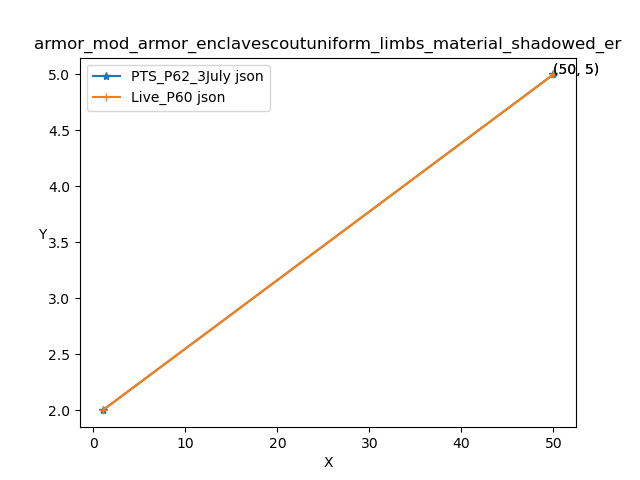 armor_mod_armor_enclavescoutuniform_limbs_material_shadowed_er
PTS_P62_3July json
Live_P60 json
(50, 5)
5.0
4.5
4.0
3.5
3.0
2.5
2.0
Y
0 10 20 30 40 50
X